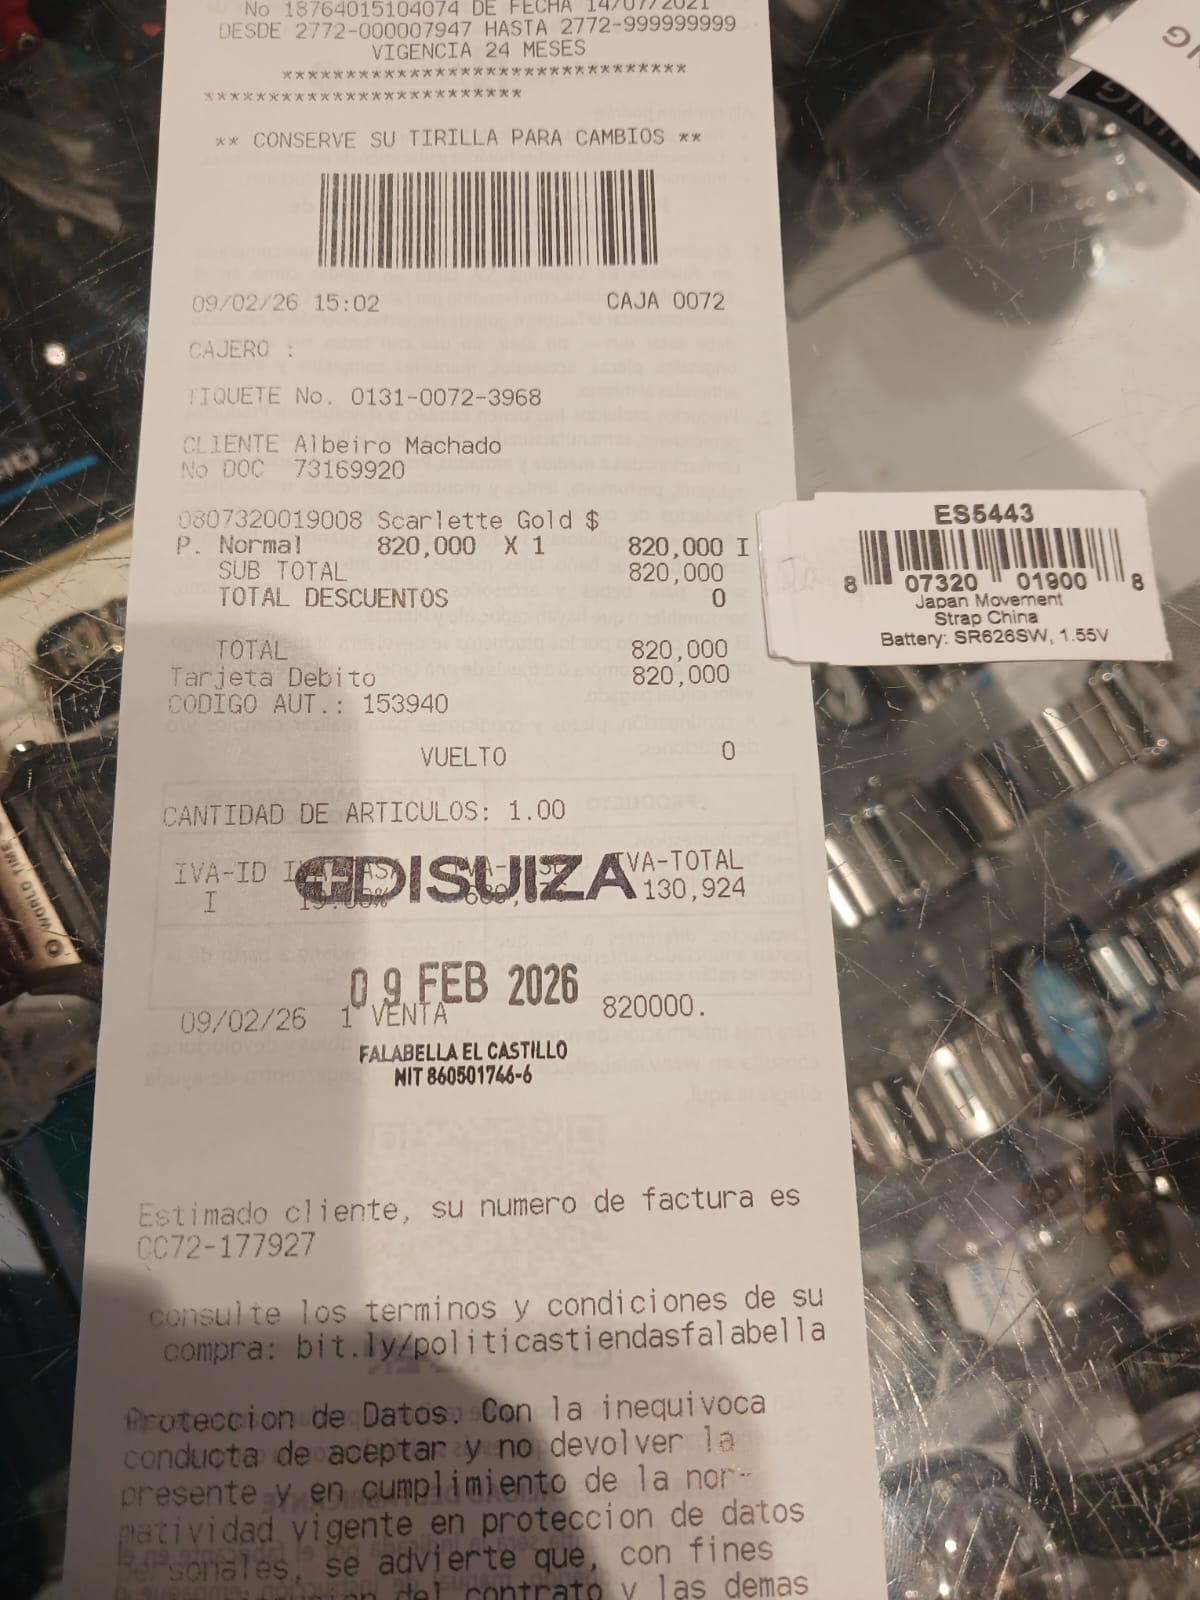 No 18764015104074 DE FECHA 14/07/2021
DESDE 2772-000007947 HASTA 2772-999999999
VIGENCIA 24 MESES
********************************
*************************
** CONSERVE SU TIRILLA PARA CAMBIOS **
09/02/26 15:02 CAJA 0072
CAJERO :
TIQUETE No. 0131-0072-3968
CLIENTE Albeiro Machado
No DOC 73169920
0807320019008 Scarlette Gold $
P. Normal 820,000 X 1 820,000 I
SUB TOTAL 820,000
TOTAL DESCUENTOS 0
TOTAL 820,000
Tarjeta Debito 820,000
CODIGO AUT.: 153940
VUELTO 0
CANTIDAD DE ARTICULOS: 1.00
IVA-ID IVA-TOTAL
I 19.00% 130,924
DISUIZA
09 FEB 2026
09/02/26 1 VENTA 820000.
FALABELLA EL CASTILLO
NIT 860501746-6
Estimado cliente, su numero de factura es
CC72-177927
consulte los terminos y condiciones de su
compra: bit.ly/politicastiendasfalabella
Proteccion de Datos. Con la inequivoca
conducta de aceptar y no devolver la
presente y en cumplimiento de la nor-
matividad vigente en proteccion de datos
personales, se advierte que, con fines
del contrato y las demas
ES5443
8 07320 01900 8
Japan Movement
Strap China
Battery: SR626SW, 1.55V
WORLD TIME